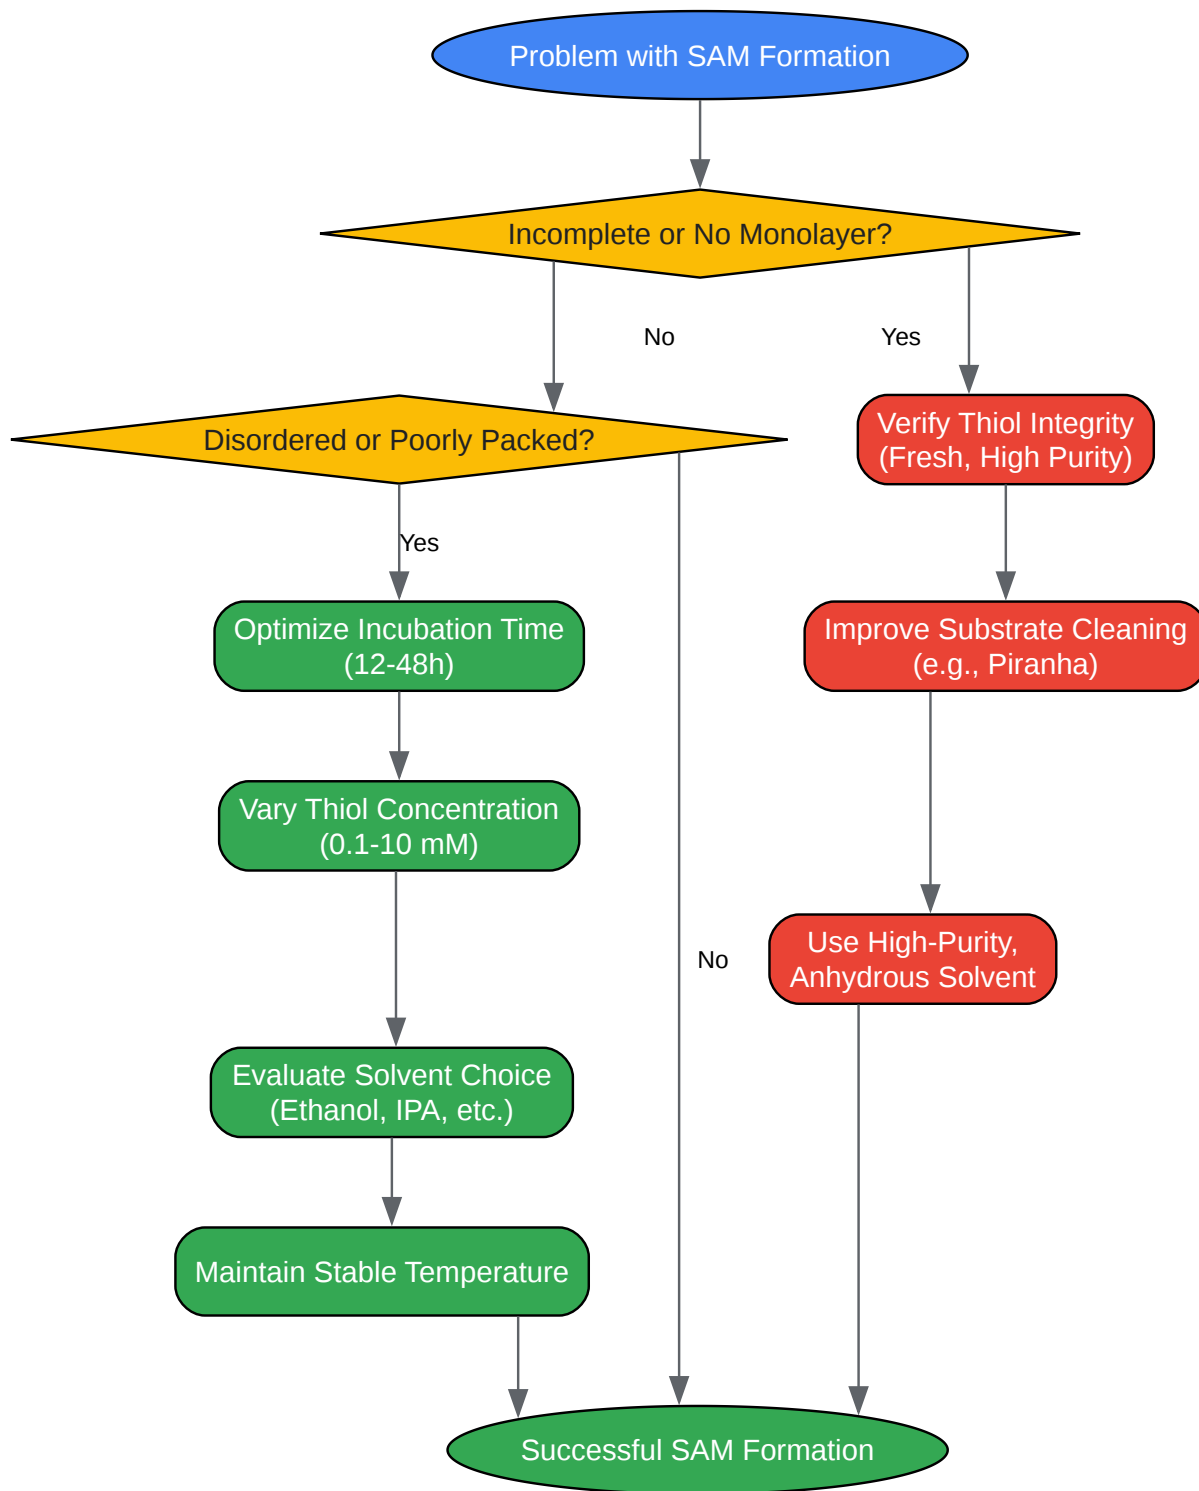 Problem with SAM Formation
Incomplete or No Monolayer?
No
Yes
Verify Thiol Integrity
(Fresh, High Purity)
Disordered or Poorly Packed?
Yes
Optimize Incubation Time
(12-48h)
Improve Substrate Cleaning
(e.g., Piranha)
Vary Thiol Concentration
(0.1-10 mM)
Use High-Purity,
Anhydrous Solvent
No
Evaluate Solvent Choice
(Ethanol, IPA, etc.)
Maintain Stable Temperature
Successful SAM Formation